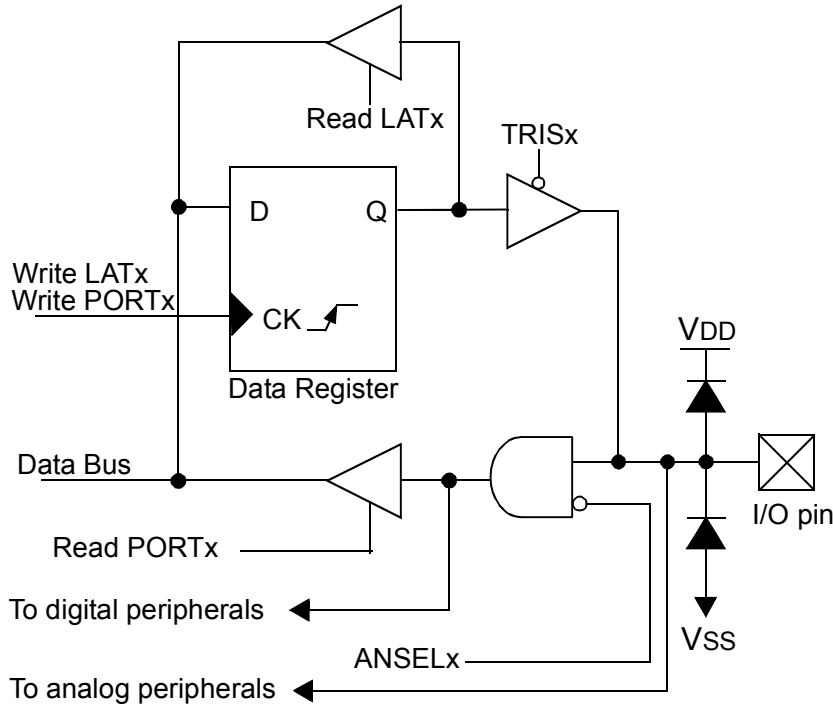 Read LATx
TRISx
D
Q
Write LATx
Write PORTx
CK
Data Register
VDD
Data Bus
I/O pin
Read PORTx
To digital peripherals
VSS
ANSELx
To analog peripherals